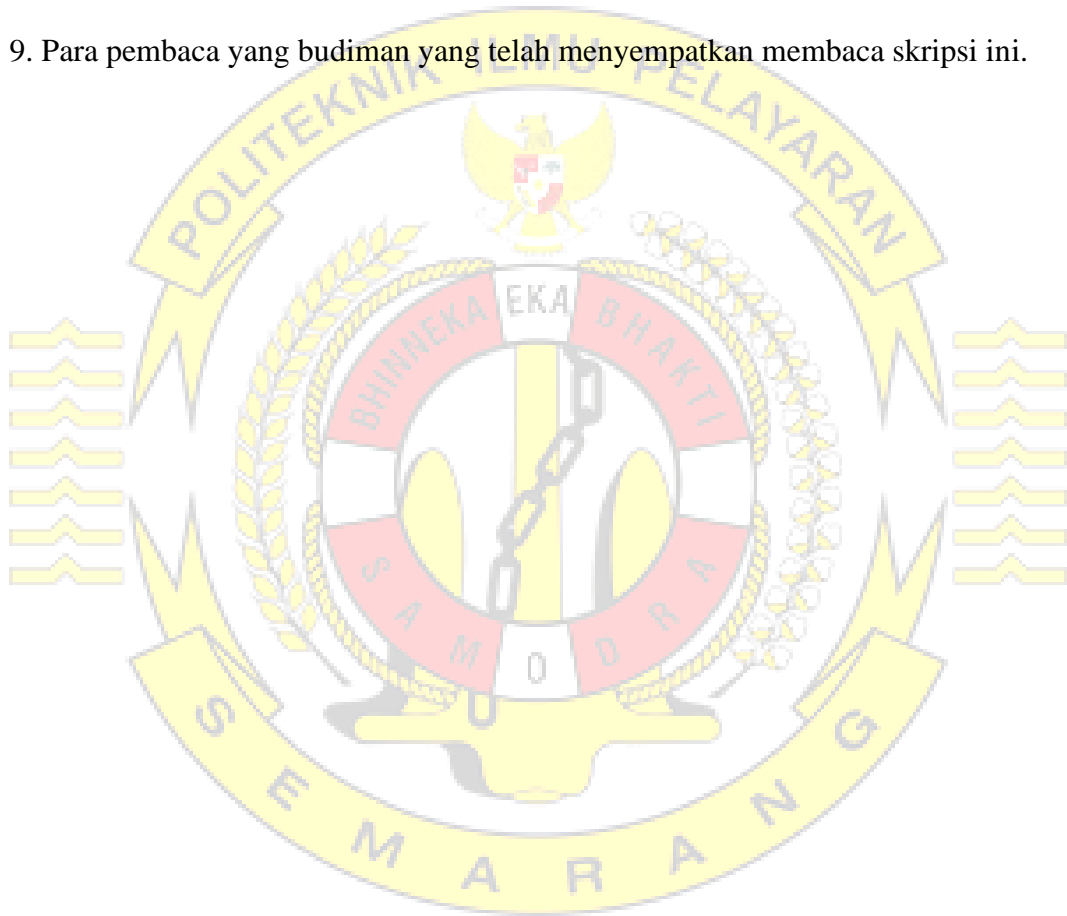 9. Para pembaca yang budiman yang telah menyempatkan membaca skripsi ini.
POLITEKNIK ILMU PELAYARAN
BHINNEKA EKA BHAKTI
SAMODRA
SEMARANG